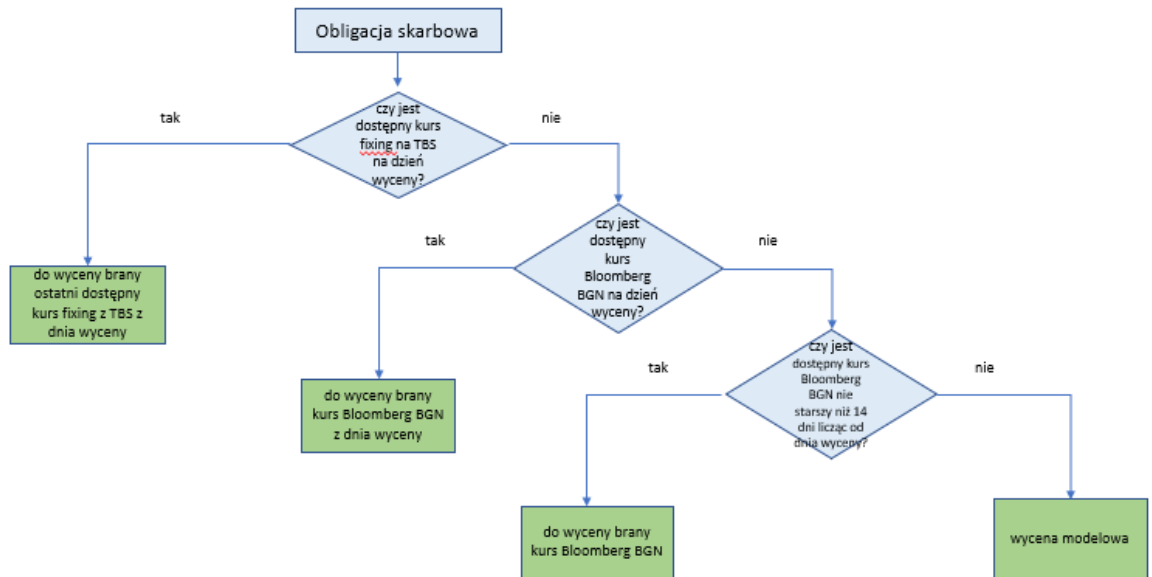 Obligacja skarbowa
czy jest
dostępny kurs
fixing na TBS
na dzień
wyceny?
tak
nie
do wyceny brany
ostatni dostępny
kurs fixing z TBS z
dnia wyceny
czy jest
dostępny
kurs
Bloomberg
BGN na dzień
wyceny?
tak
nie
do wyceny brany
kurs Bloomberg BGN
z dnia wyceny
czy jest
dostępny kurs
Bloomberg
BGN nie
starszy niż 14
dni licząc od
dnia wyceny?
tak
nie
do wyceny brany
kurs Bloomberg BGN
wycena modelowa